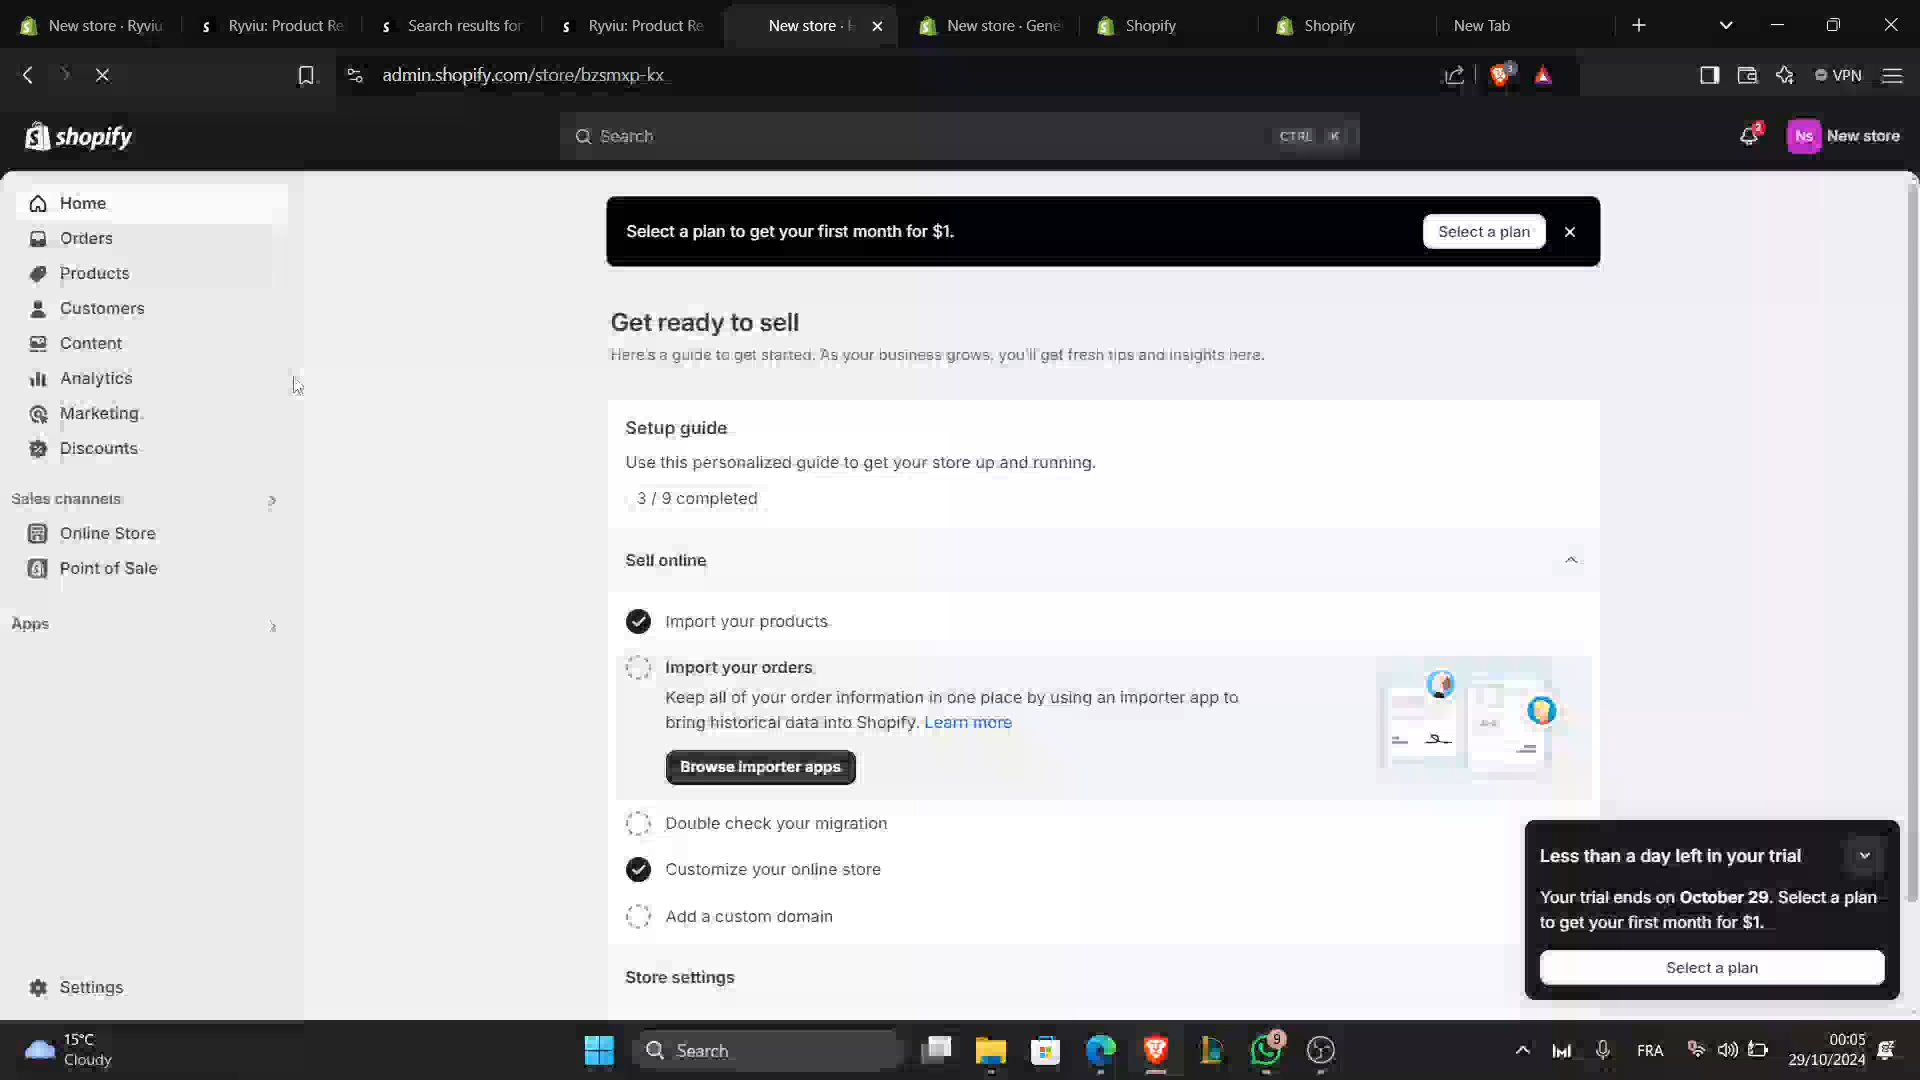 New store · Ryviu
Ryviu: Product Re
Search results for
Ryviu: Product Re
New store ·
New store · Gene
Shopify
Shopify
New Tab
admin.shopify.com/store/bzsmxp-kx
3
VPN
shopify
Search
CTRL K
2
Ns
New store
Home
Orders
Products
Customers
Content
Analytics
Marketing
Discounts
Sales channels
Online Store
Point of Sale
Apps
Settings
Select a plan to get your first month for $1.
Select a plan
Get ready to sell
Here's a guide to get started. As your business grows, you'll get fresh tips and insights here.
Setup guide
Use this personalized guide to get your store up and running.
3 / 9 completed
Sell online
Import your products
Import your orders
Keep all of your order information in one place by using an importer app to
bring historical data into Shopify. Learn more
Browse importer apps
Double check your migration
Customize your online store
Add a custom domain
Store settings
Less than a day left in your trial
Your trial ends on October 29. Select a plan
to get your first month for $1.
Select a plan
15°C
Cloudy
Search
9
FRA
00:05
29/10/2024